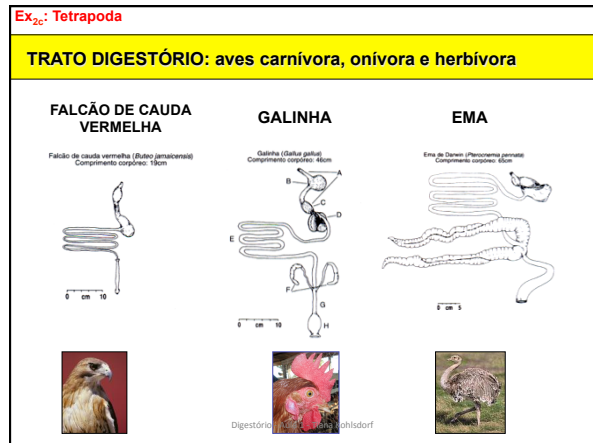 Ex2c: Tetrapoda
TRATO DIGESTÓRIO: aves carnívora, onívora e herbívora
FALCÃO DE CAUDA
VERMELHA
GALINHA
EMA
Falcão de cauda vermelha (Buteo jamaicensis)
Comprimento corpóreo: 19cm
Galinha (Gallus gallus)
Comprimento corpóreo: 46cm
Ema de Darwin (Pterocnemia pennata)
Comprimento corpóreo: 65cm
A
B
C
D
E
F
G
H
0 cm 10
0 cm 10
0 cm 5
Digestório
ohlsdorf